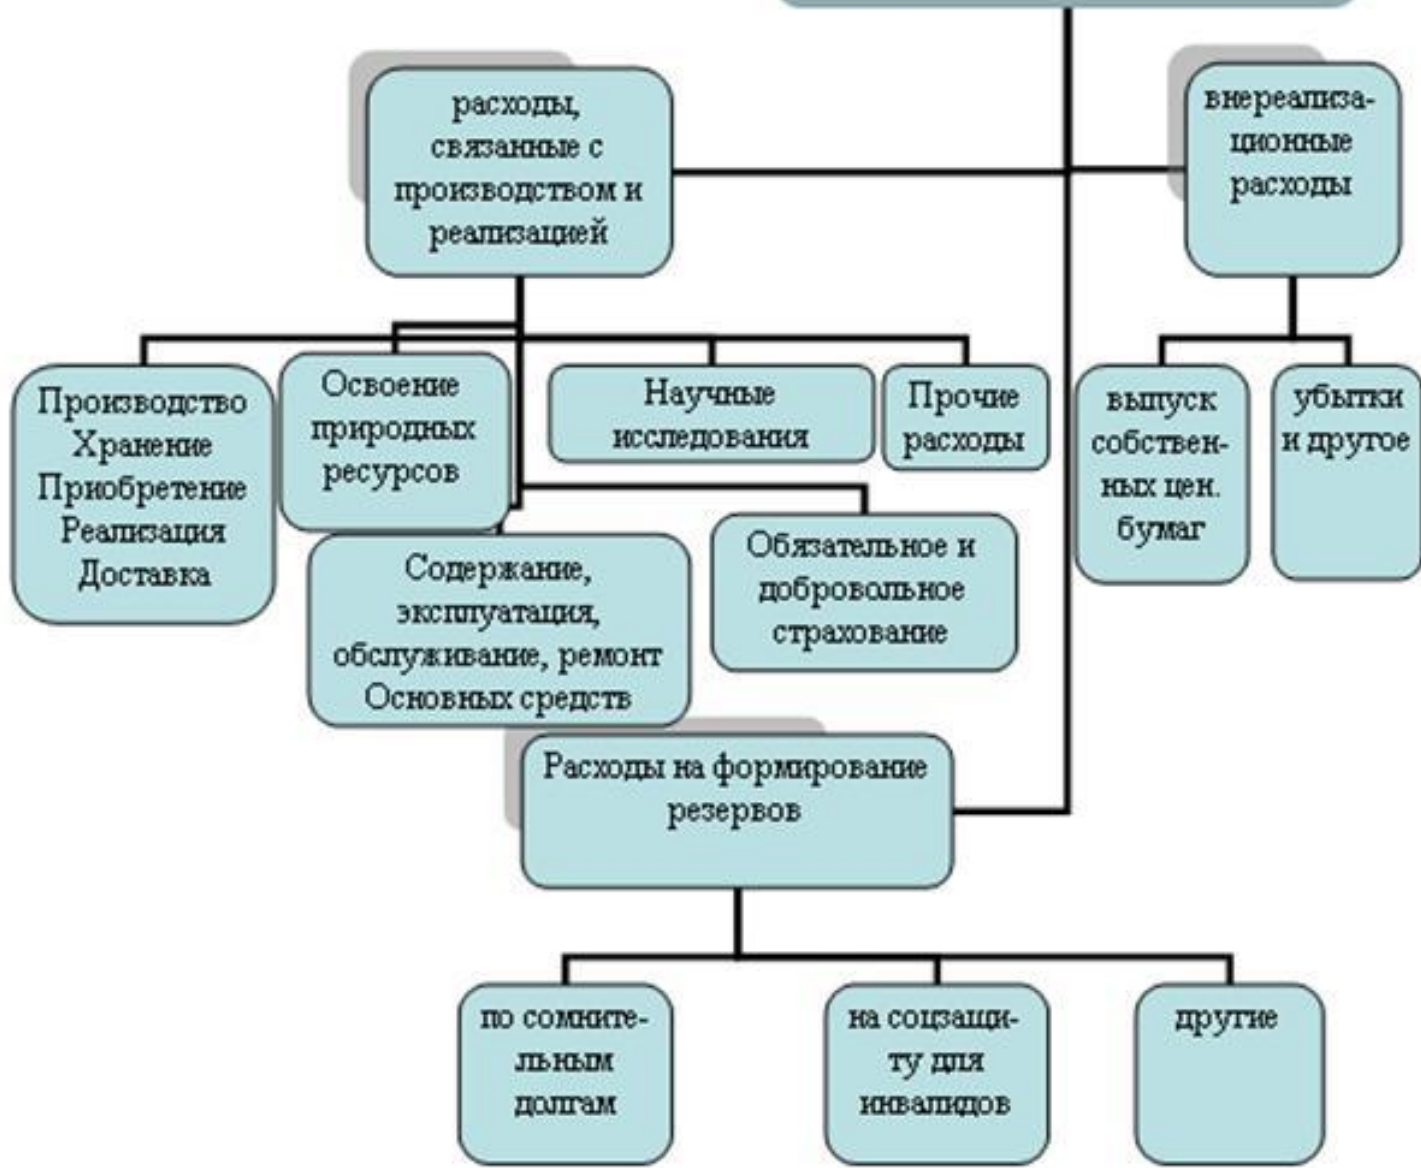 расходы,
связанные с
производством и
реализацией
внереализа-
ционные
расходы
Производство
Хранение
Приобретение
Реализация
Доставка
Освоение
природных
ресурсов
Научные
исследования
Прочие
расходы
выпуск
собствен-
ных цен.
бумаг
убытки
и другое
Содержание,
эксплуатация,
обслуживание, ремонт
Основных средств
Обязательное и
добровольное
страхование
Расходы на формирование
резервов
по сомните-
льным
долгам
на соцзащи-
ту для
инвалидов
другие